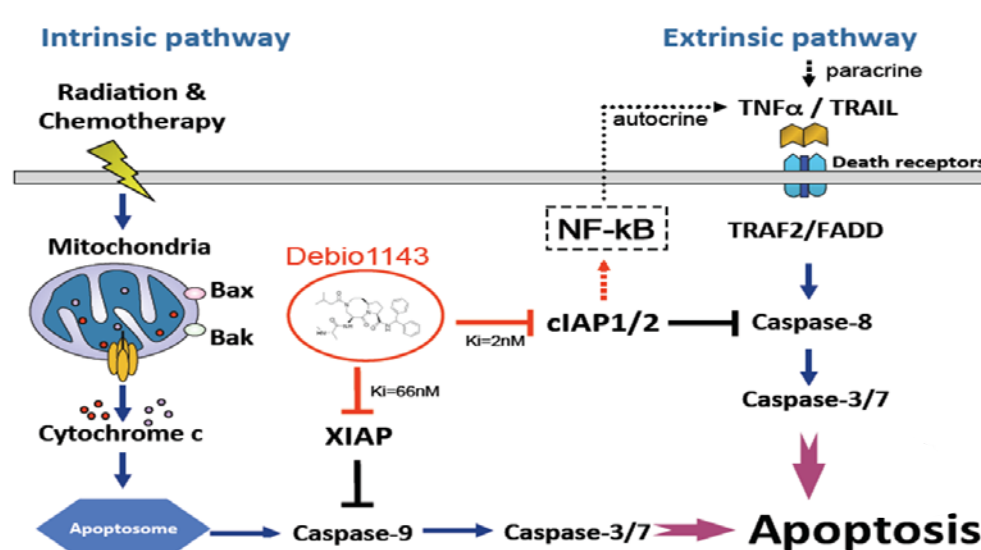 Intrinsic pathway
Extrinsic pathway
Radiation &
Chemotherapy
paracrine
TNFα / TRAIL
autocrine
Death receptors
NF-kB
TRAF2/FADD
Mitochondria
Debio1143
Bax
Bak
Ki=2nM
cIAP1/2
Caspase-8
Ki=66nM
Caspase-3/7
Cytochrome c
XIAP
Apoptosome
Caspase-9
Caspase-3/7
Apoptosis